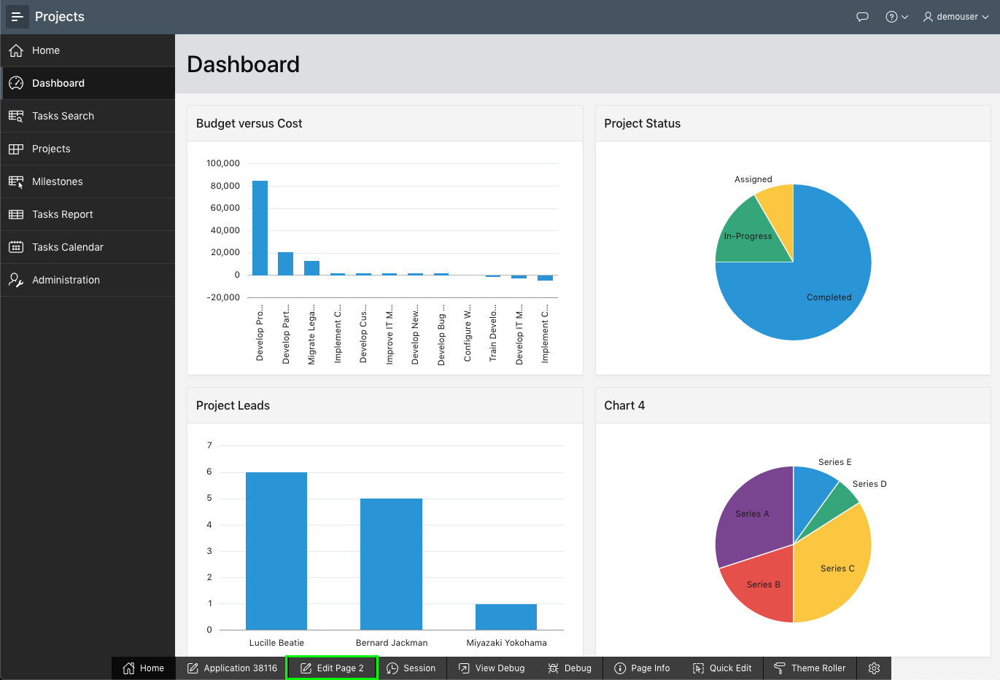 Projects
demouser
Home
Dashboard
Tasks Search
Projects
Milestones
Tasks Report
Tasks Calendar
Administration
Dashboard
Budget versus Cost
100,000
80,000
60,000
40,000
20,000
0
-20,000
Develop Pro...
Develop Part...
Migrate Lega...
Implement C...
Develop Cus...
Improve IT M...
Develop New...
Develop Bug ...
Configure W...
Train Develo...
Develop IT M...
Implement C...
Project Status
Assigned
In-Progress
Completed
Project Leads
7
6
5
4
3
2
1
0
Lucille Beatie
Bernard Jackman
Miyazaki Yokohama
Chart 4
Series E
Series D
Series A
Series C
Series B
Home
Application 38116
Edit Page 2
Session
View Debug
Debug
Page Info
Quick Edit
Theme Roller